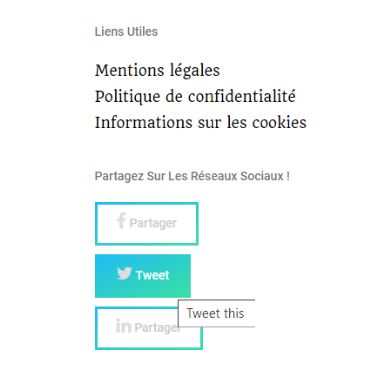 Liens Utiles
Mentions légales
Politique de confidentialité
Informations sur les cookies
Partagez Sur Les Réseaux Sociaux !
Partager
Tweet
Tweet this
Partager